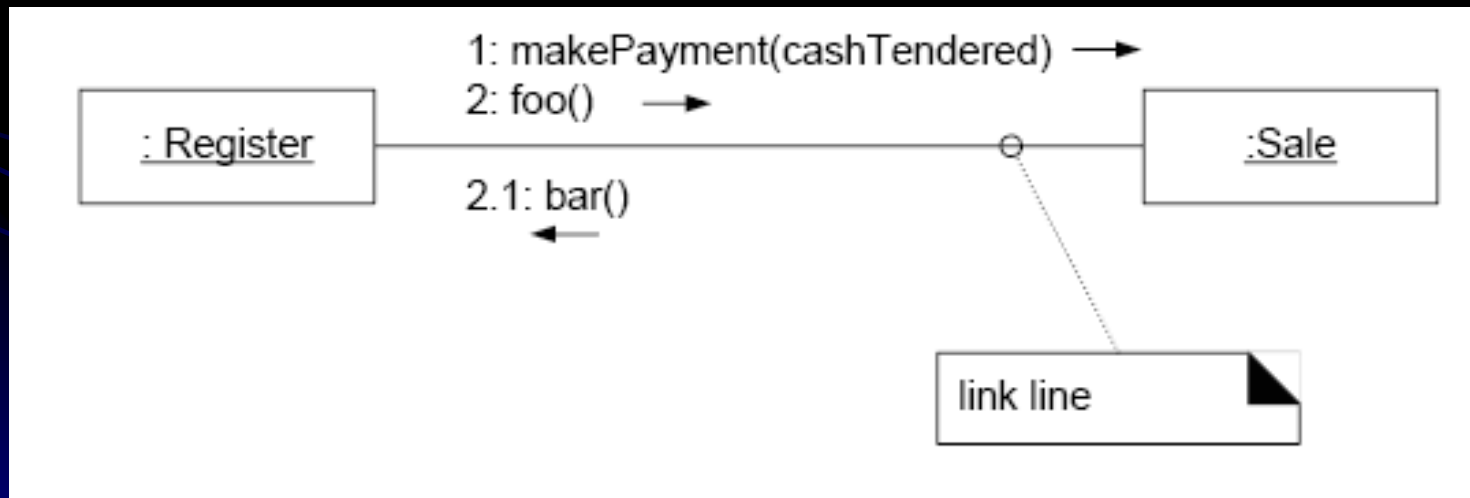 1: makePayment(cashTendered)
2: foo()
: Register
:Sale
2.1: bar()
link line